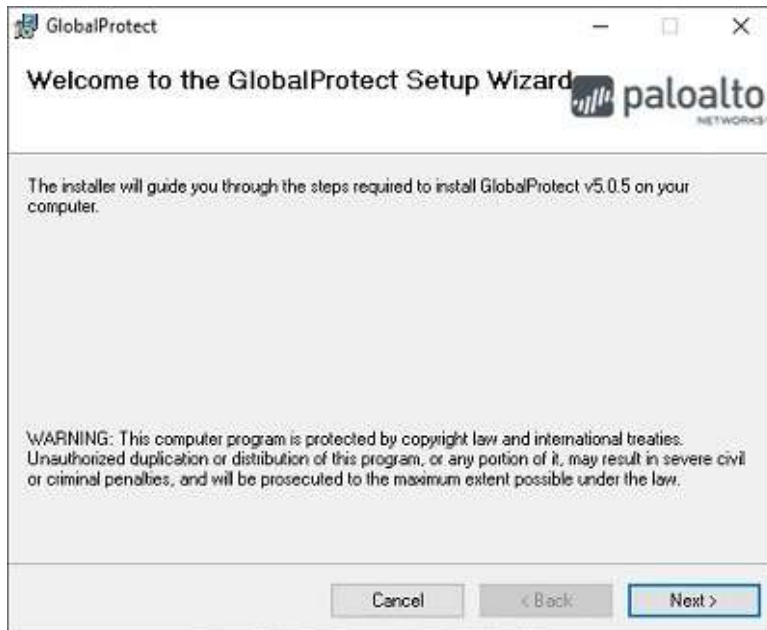 GlobalProtect
Welcome to the GlobalProtect Setup Wizard
paloalto
NETWORKS
The installer will guide you through the steps required to install GlobalProtect v5.0.5 on your
computer.
WARNING: This computer program is protected by copyright law and international treaties.
Unauthorized duplication or distribution of this program, or any portion of it, may result in severe civil
or criminal penalties, and will be prosecuted to the maximum extent possible under the law.
Cancel
< Back
Next >